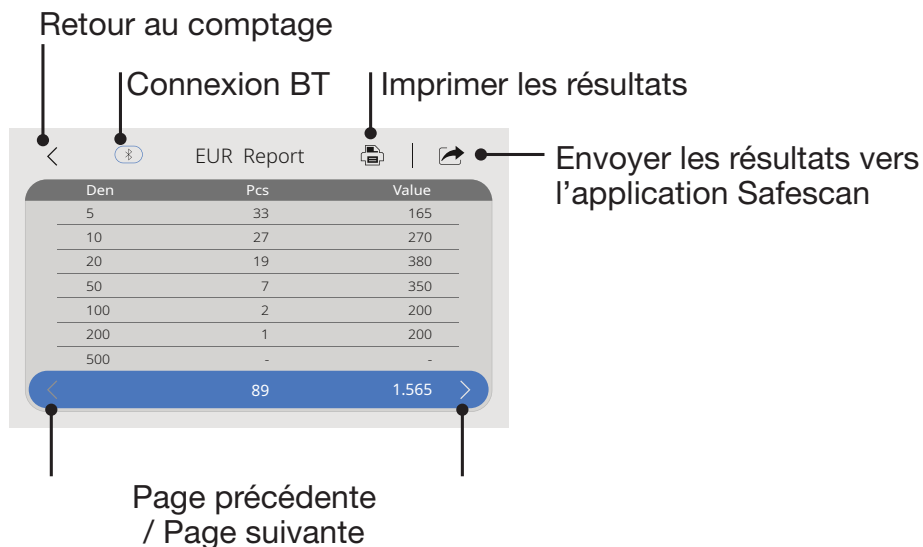 Retour au comptage
Connexion BT
Imprimer les résultats
EUR Report
Envoyer les résultats vers
l’application Safescan
Den Pcs Value
5 33 165
10 27 270
20 19 380
50 7 350
100 2 200
200 1 200
500 - -
89 1.565
Page précédente
/ Page suivante